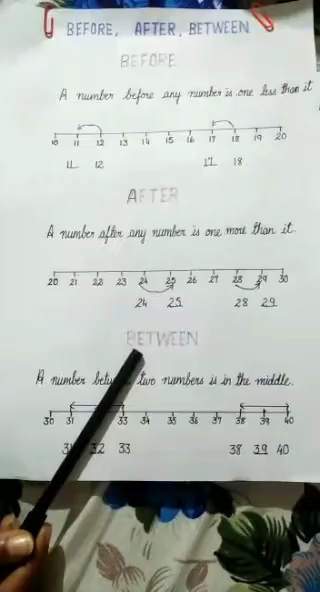 BEFORE, AFTER, BETWEEN
BEFORE
A number before any number is one less than it
10 11 12 13 14 15 16 17 18 19 20
11 12 17 18
AFTER
A number after any number is one more than it.
20 21 22 23 24 25 26 27 28 29 30
24 25 28 29
BETWEEN
A number two numbers is in the middle.
30 31 33 34 35 36 37 38 39 40
32 33 38 39 40